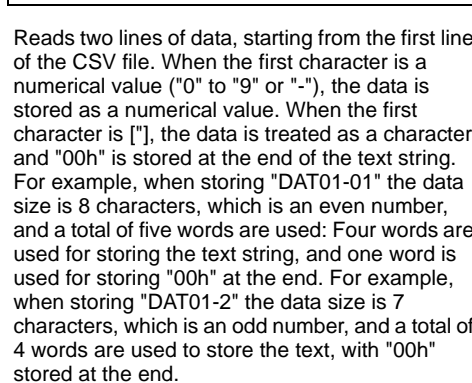 Reads two lines of data, starting from the first line
of the CSV file. When the first character is a
numerical value ("0" to "9" or "-"), the data is
stored as a numerical value. When the first
character is ["], the data is treated as a character
and "00h" is stored at the end of the text string.
For example, when storing "DAT01-01" the data
size is 8 characters, which is an even number,
and a total of five words are used: Four words are
used for storing the text string, and one word is
used for storing "00h" at the end. For example,
when storing "DAT01-2" the data size is 7
characters, which is an odd number, and a total of
4 words are used to store the text, with "00h"
stored at the end.